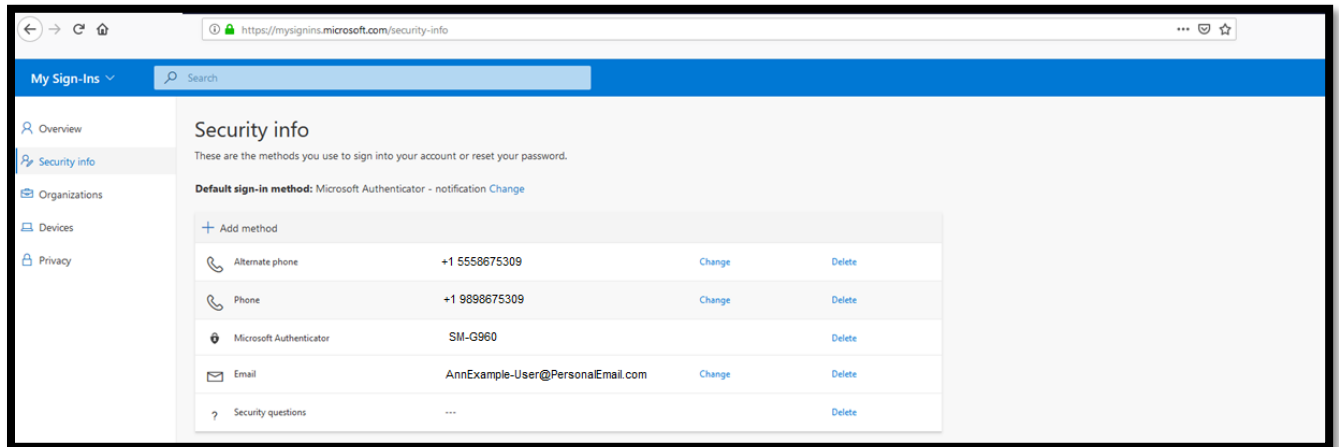 https://mysignins.microsoft.com/security-info
My Sign-Ins
Search
Overview
Security info
Organizations
Devices
Privacy
Security info
These are the methods you use to sign into your account or reset your password.
Default sign-in method: Microsoft Authenticator - notification Change
+ Add method
Alternate phone +1 5558675309 Change Delete
Phone +1 9898675309 Change Delete
Microsoft Authenticator SM-G960 Delete
Email AnnExample-User@PersonalEmail.com Change Delete
? Security questions --- Delete